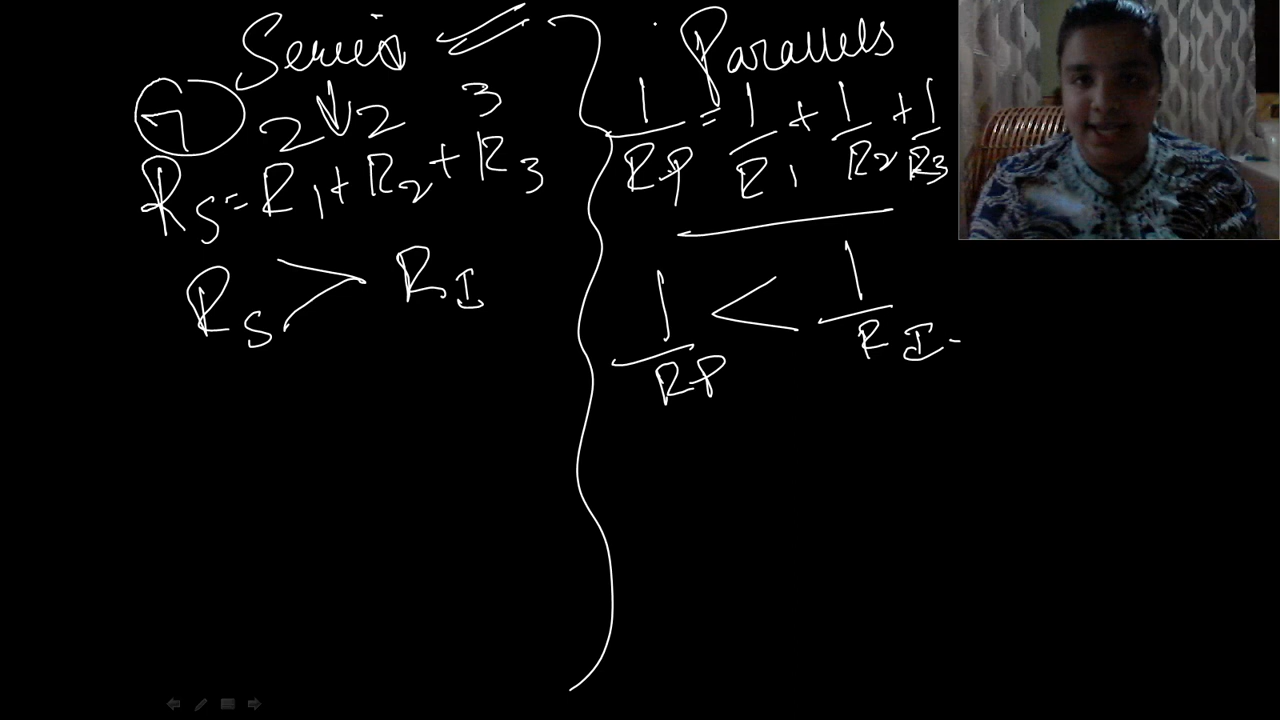 Series
7 2 2 3
RS = R1 + R2 + R3
RS > RI
Parallels
1/RP = 1/R1 + 1/R2 + 1/R3
1/RP < 1/RI